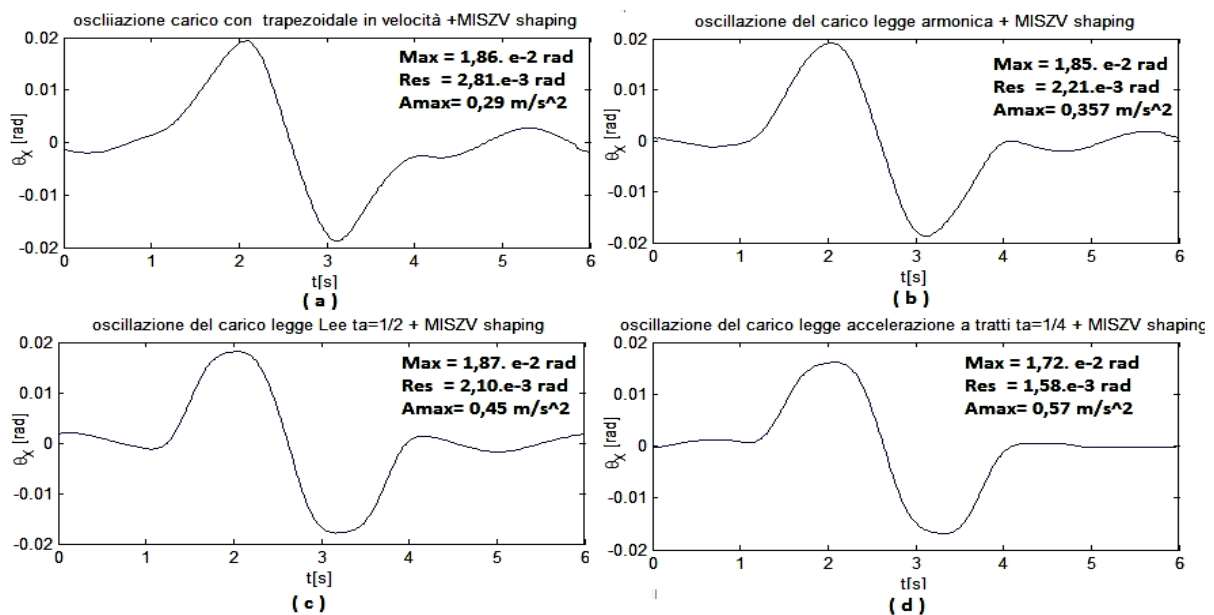 oscliiazione carico con trapezoidale in velocità +MISZV shaping
Max = 1,86. e-2 rad
Res = 2,81.e-3 rad
Amax= 0,29 m/s^2
0.02
0.01
0
-0.01
-0.02
θX [rad]
0 1 2 3 4 5 6
t[s]
( a )
oscillazione del carico legge armonica + MISZV shaping
Max = 1,85. e-2 rad
Res = 2,21.e-3 rad
Amax= 0,357 m/s^2
0.02
0.01
0
-0.01
-0.02
θX [rad]
0 1 2 3 4 5 6
t[s]
( b )
oscillazione del carico legge Lee ta=1/2 + MISZV shaping
Max = 1,87. e-2 rad
Res = 2,10.e-3 rad
Amax= 0,45 m/s^2
0.02
0.01
0
-0.01
-0.02
θX [rad]
0 1 2 3 4 5 6
t[s]
( c )
oscillazione del carico legge accelerazione a tratti ta=1/4 + MISZV shaping
Max = 1,72. e-2 rad
Res = 1,58.e-3 rad
Amax= 0,57 m/s^2
0.02
0.01
0
-0.01
-0.02
θX [rad]
0 1 2 3 4 5 6
t[s]
( d )